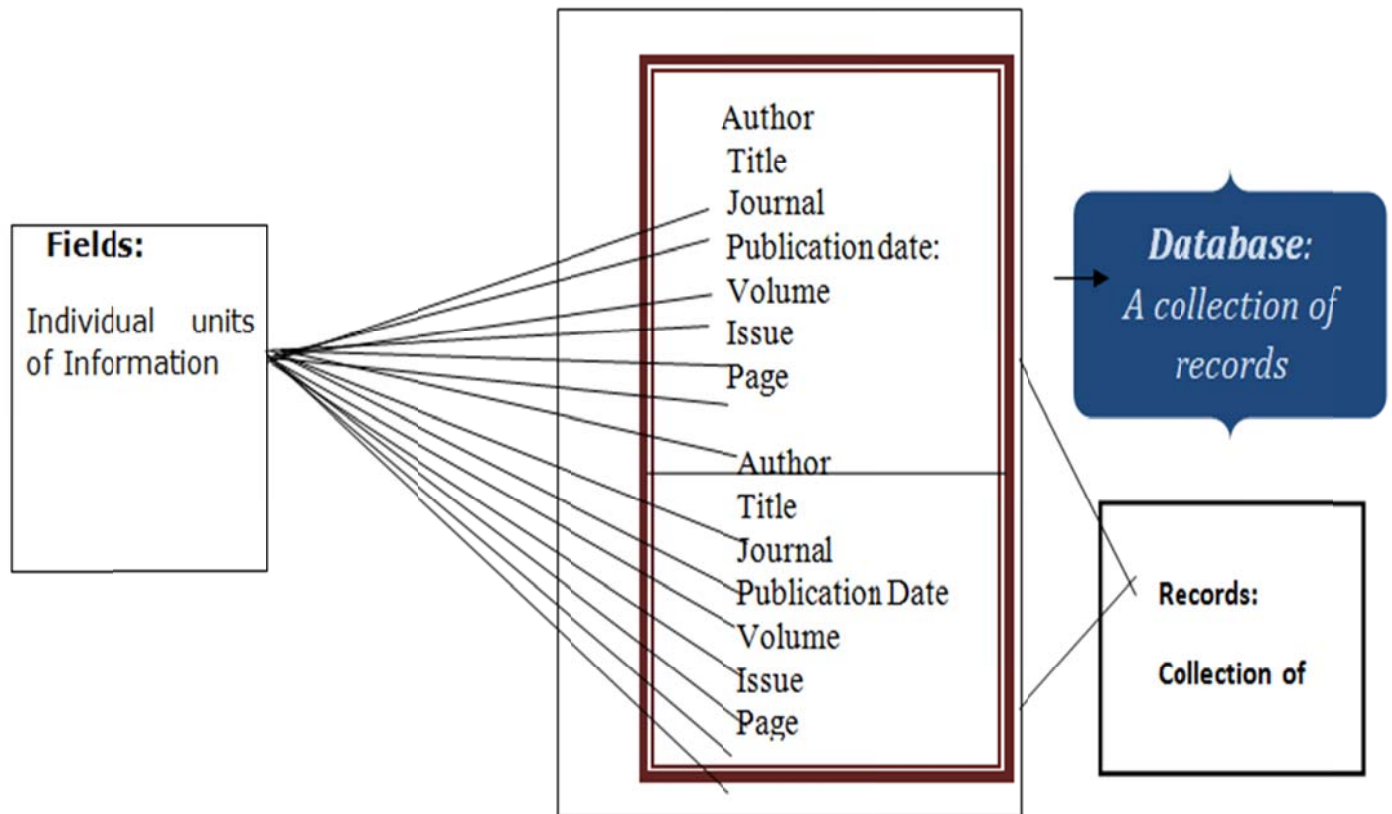 Fields:
Individual units
of Information
Author
Title
Journal
Publication date:
Volume
Issue
Page
Author
Title
Journal
Publication Date
Volume
Issue
Page
Database:
A collection of
records
Records:
Collection of